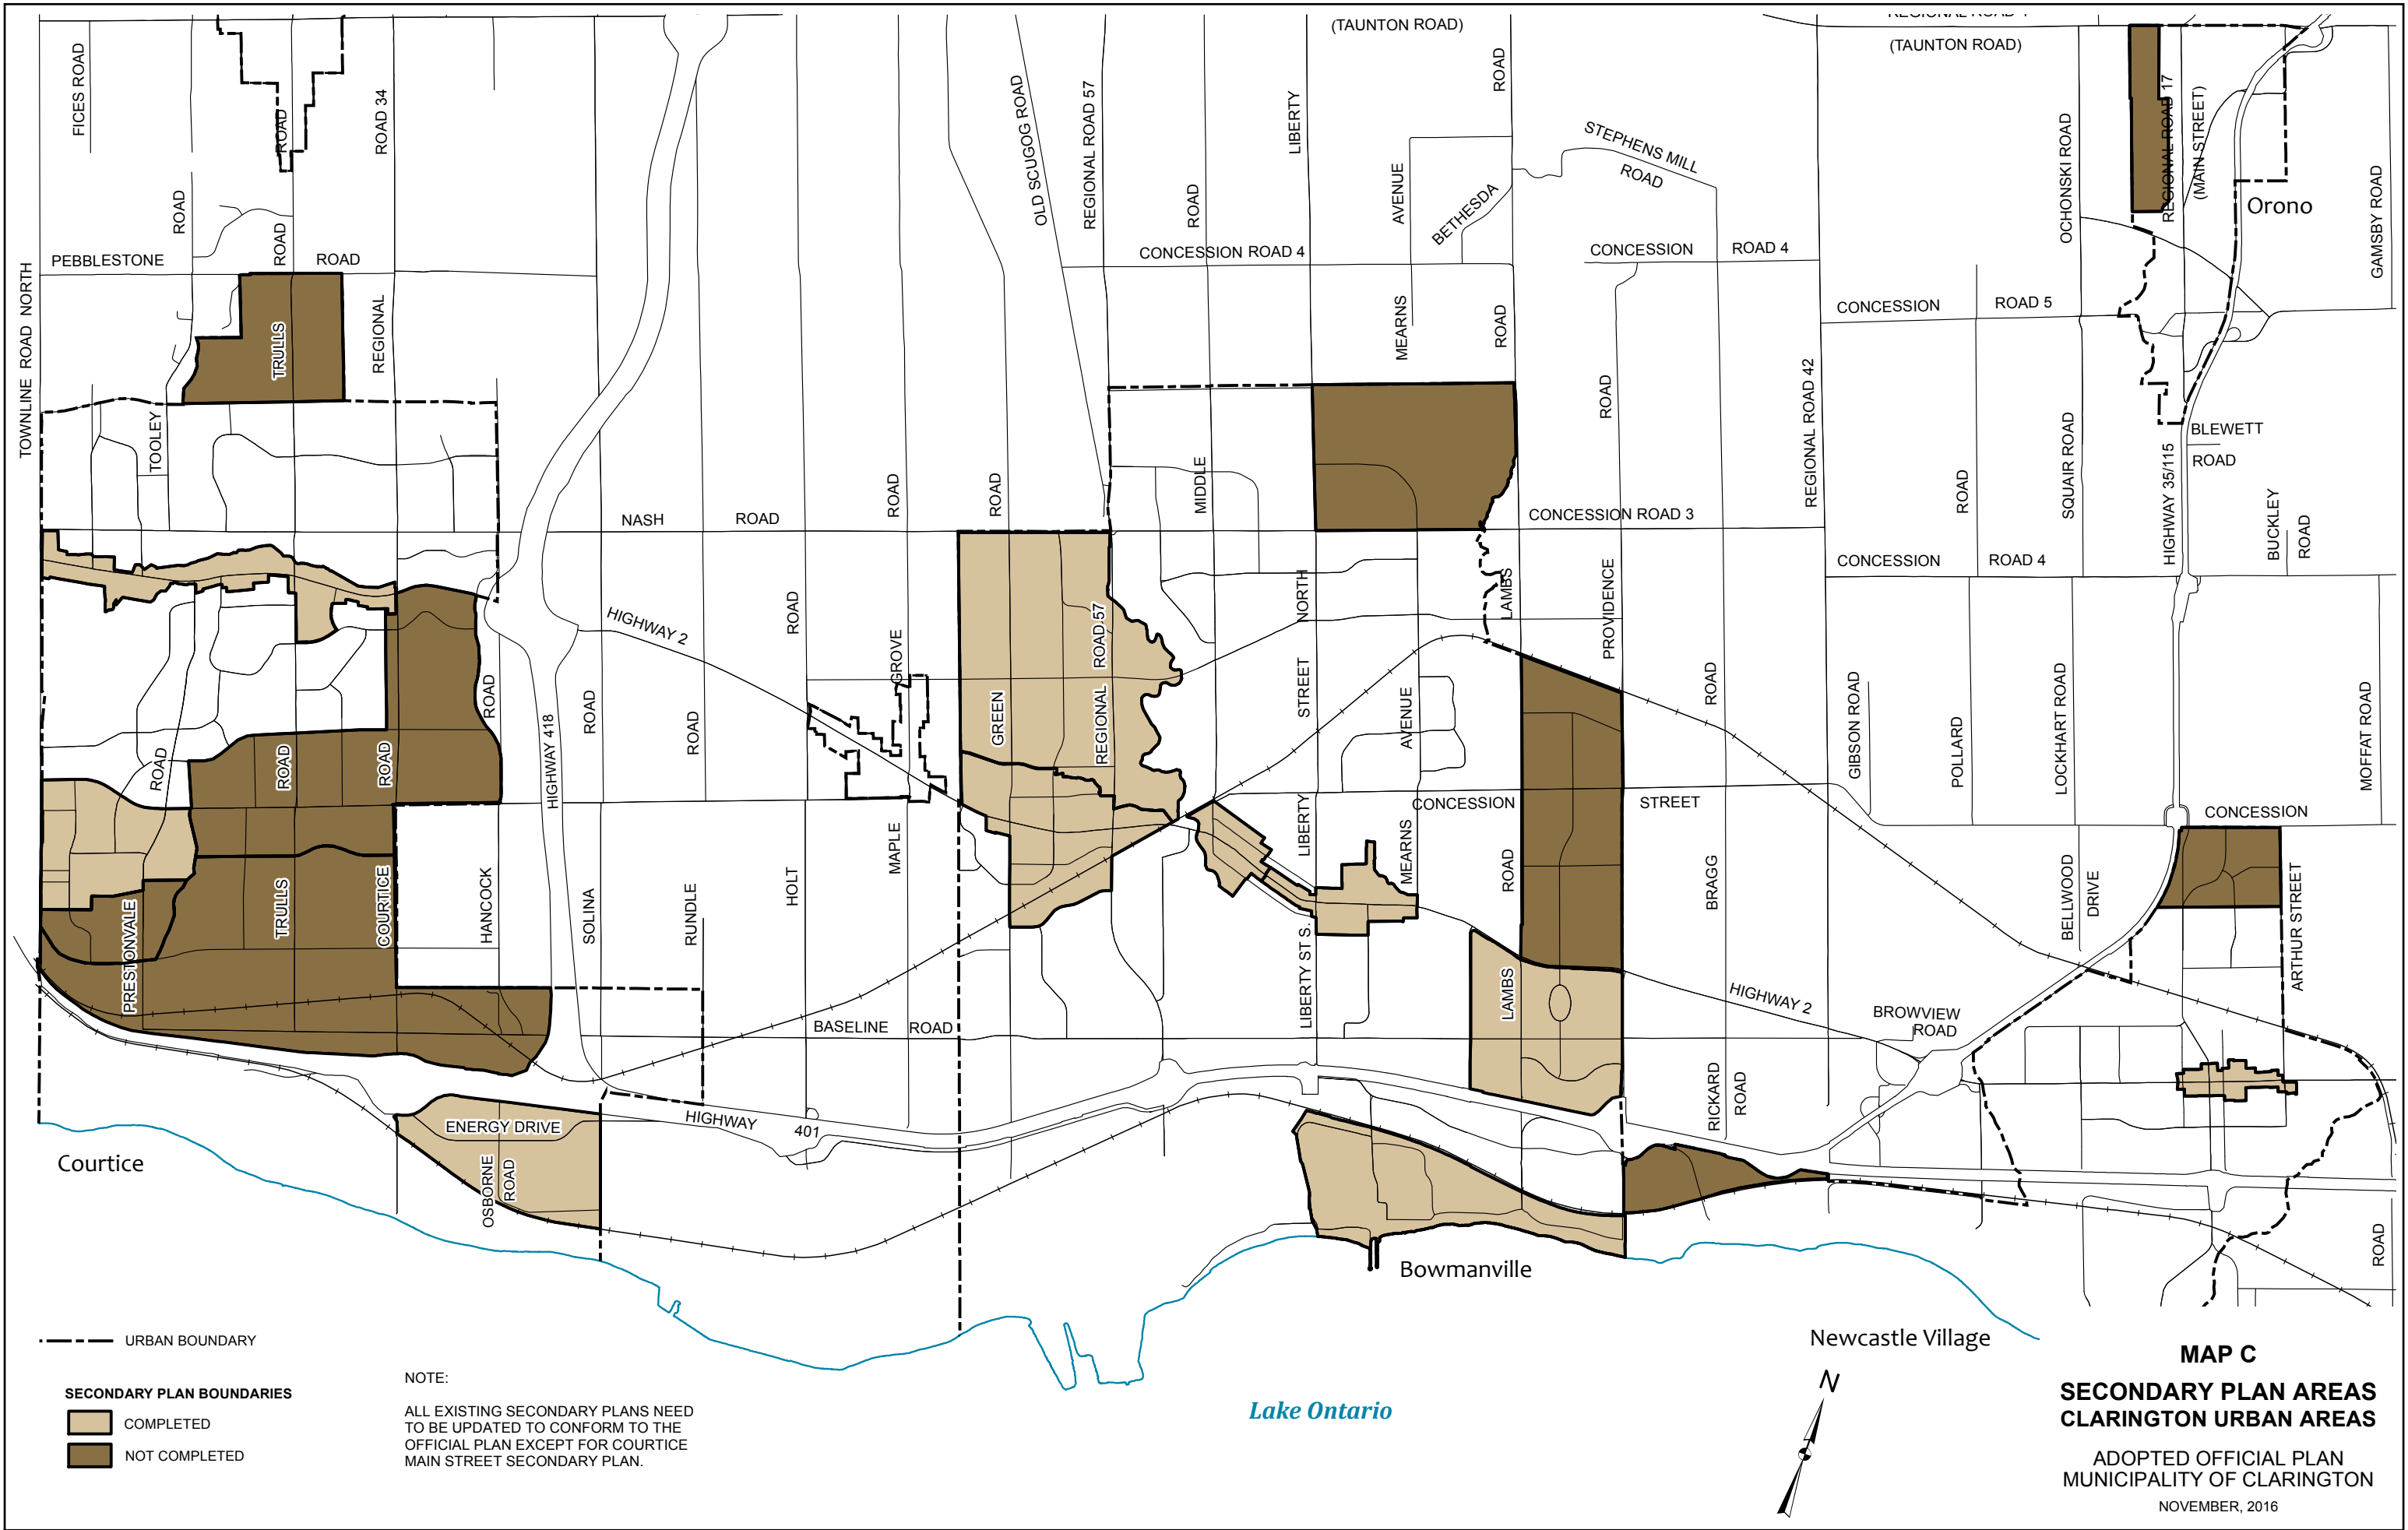 (TAUNTON ROAD)
(TAUNTON ROAD)
FICES ROAD
ROAD
ROAD 34
OLD SCUGOG ROAD
REGIONAL ROAD 57
LIBERTY
ROAD
STEPHENS MILL
ROAD
OCHONSKI ROAD
REGIONAL ROAD 17
(MAIN STREET)
Orono
GAMSBY ROAD
ROAD
ROAD
ROAD
AVENUE
BETHESDA
PEBBLESTONE
ROAD
CONCESSION ROAD 4
CONCESSION
ROAD 4
TOWNLINE ROAD NORTH
TRULLS
REGIONAL
MEARNS
ROAD
CONCESSION
ROAD 5
TOOLEY
ROAD
REGIONAL ROAD 42
SQUAIR ROAD
BLEWETT
ROAD
NASH
ROAD
ROAD
ROAD
MIDDLE
CONCESSION ROAD 3
ROAD
HIGHWAY 35/115
BUCKLEY
ROAD
CONCESSION
ROAD 4
HIGHWAY 2
ROAD
GROVE
ROAD 57
NORTH
LAMBS
PROVIDENCE
ROAD
HIGHWAY 418
ROAD
ROAD
GREEN
REGIONAL
STREET
AVENUE
ROAD
GIBSON ROAD
POLLARD
LOCKHART ROAD
MOFFAT ROAD
ROAD
ROAD
ROAD
CONCESSION
STREET
CONCESSION
PRESTONVALE
TRULLS
COURTICE
HANCOCK
SOLINA
RUNDLE
HOLT
MAPLE
LIBERTY
MEARNS
ROAD
BRAGG
BELLWOOD
DRIVE
ARTHUR STREET
LIBERTY ST S.
LAMBS
HIGHWAY 2
BROWVIEW
ROAD
BASELINE
ROAD
RICKARD
ROAD
ENERGY DRIVE
HIGHWAY
401
OSBORNE
ROAD
Courtice
ROAD
Bowmanville
Newcastle Village
Lake Ontario
N
URBAN BOUNDARY
SECONDARY PLAN BOUNDARIES
COMPLETED
NOT COMPLETED
NOTE:
ALL EXISTING SECONDARY PLANS NEED
TO BE UPDATED TO CONFORM TO THE
OFFICIAL PLAN EXCEPT FOR COURTICE
MAIN STREET SECONDARY PLAN.
MAP C
SECONDARY PLAN AREAS
CLARINGTON URBAN AREAS
ADOPTED OFFICIAL PLAN
MUNICIPALITY OF CLARINGTON
NOVEMBER, 2016